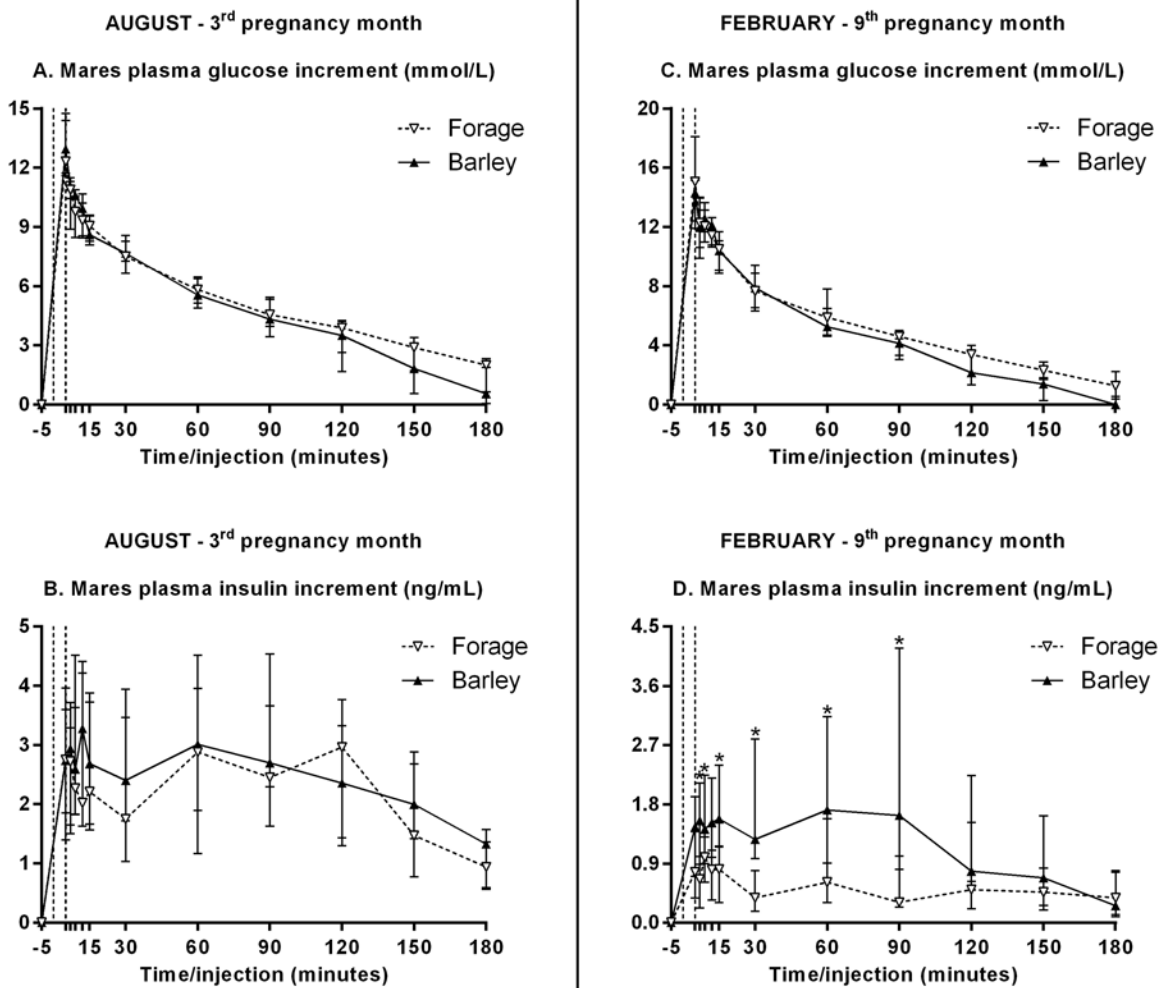 AUGUST - 3rd pregnancy month
A. Mares plasma glucose increment (mmol/L)
15
12
9
6
3
0
Forage
Barley
-5 15 30 60 90 120 150 180
Time/injection (minutes)
FEBRUARY - 9th pregnancy month
C. Mares plasma glucose increment (mmol/L)
20
16
12
8
4
0
Forage
Barley
-5 15 30 60 90 120 150 180
Time/injection (minutes)
AUGUST - 3rd pregnancy month
B. Mares plasma insulin increment (ng/mL)
5
4
3
2
1
0
Forage
Barley
-5 15 30 60 90 120 150 180
Time/injection (minutes)
FEBRUARY - 9th pregnancy month
D. Mares plasma insulin increment (ng/mL)
4.5
3.6
2.7
1.8
0.9
0.0
Forage
Barley
* * * * * *
-5 15 30 60 90 120 150 180
Time/injection (minutes)